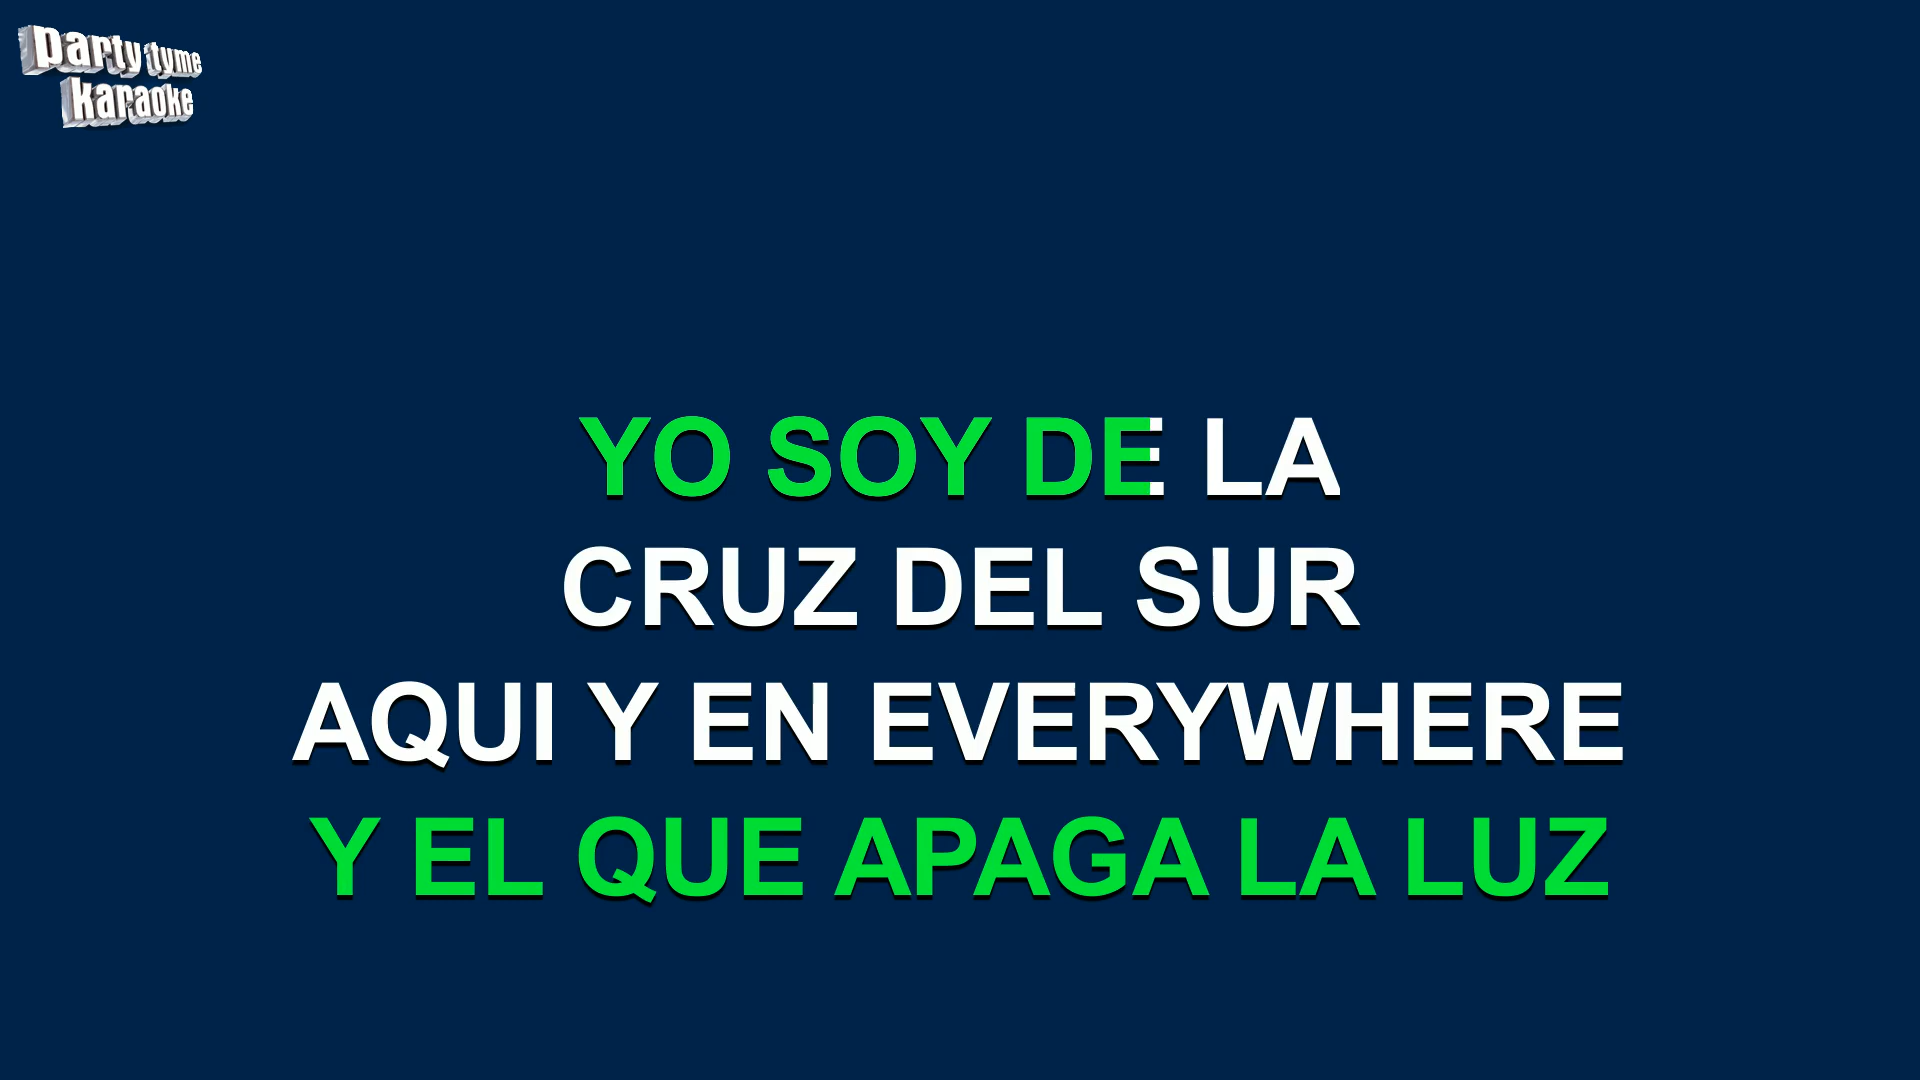 party tyme
karaoke
YO SOY DE LA
CRUZ DEL SUR
AQUI Y EN EVERYWHERE
Y EL QUE APAGA LA LUZ